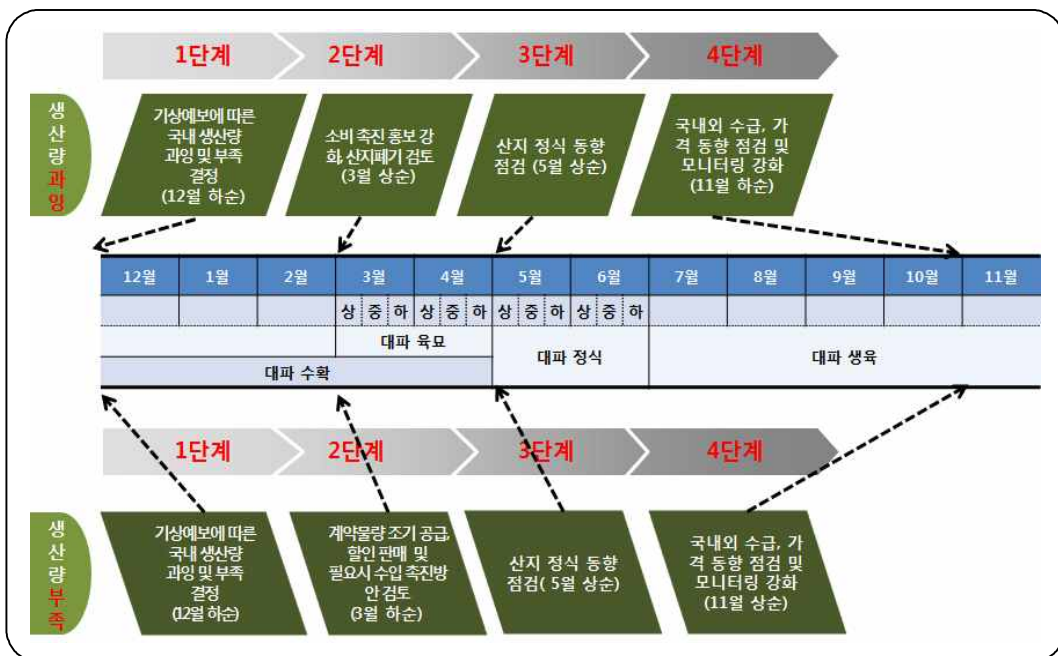 1단계 2단계 3단계 4단계
생
산
량
과
잉
기상예보에 따른
국내 생산량
과잉 및 부족
결정
(12월 하순)
소비 촉진 홍보 강
화, 산지폐기 검토
(3월 상순)
산지 정식 동향
점검 (5월 상순)
국내외 수급, 가
격 동향 점검 및
모니터링 강화
(11월 하순)
12월 1월 2월 3월 4월 5월 6월 7월 8월 9월 10월 11월
상 중 하 상 중 하 상 중 하 상 중 하
대파 육묘
대파 정식
대파 생육
대파 수확
1단계 2단계 3단계 4단계
생
산
량
부
족
기상예보에 따른
국내 생산량
과잉 및 부족
결정
(12월 하순)
계약물량 조기 공급,
할인 판매 및
필요시 수입 촉진방
안 검토
(3월 하순)
산지 정식 동향
점검( 5월 상순)
국내외 수급, 가
격 동향 점검 및
모니터링 강화
(11월 상순)